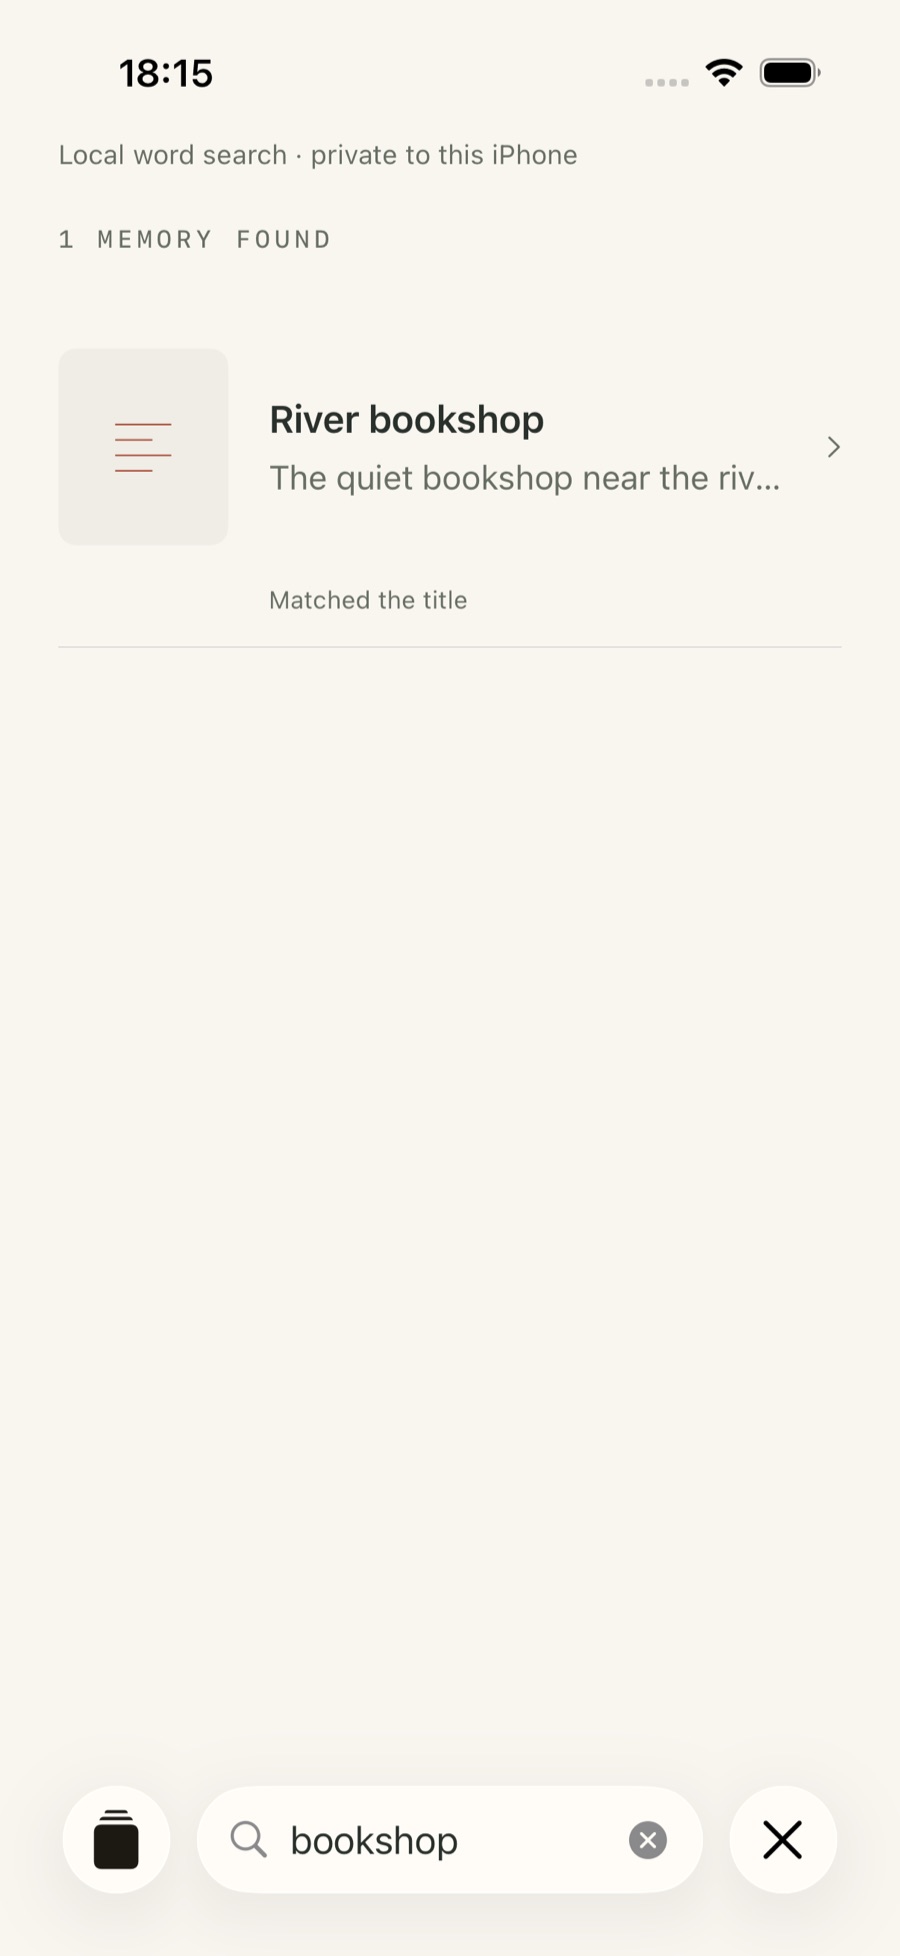 18:15
Local word search · private to this iPhone
1 MEMORY FOUND
River bookshop
The quiet bookshop near the riv...
Matched the title
bookshop